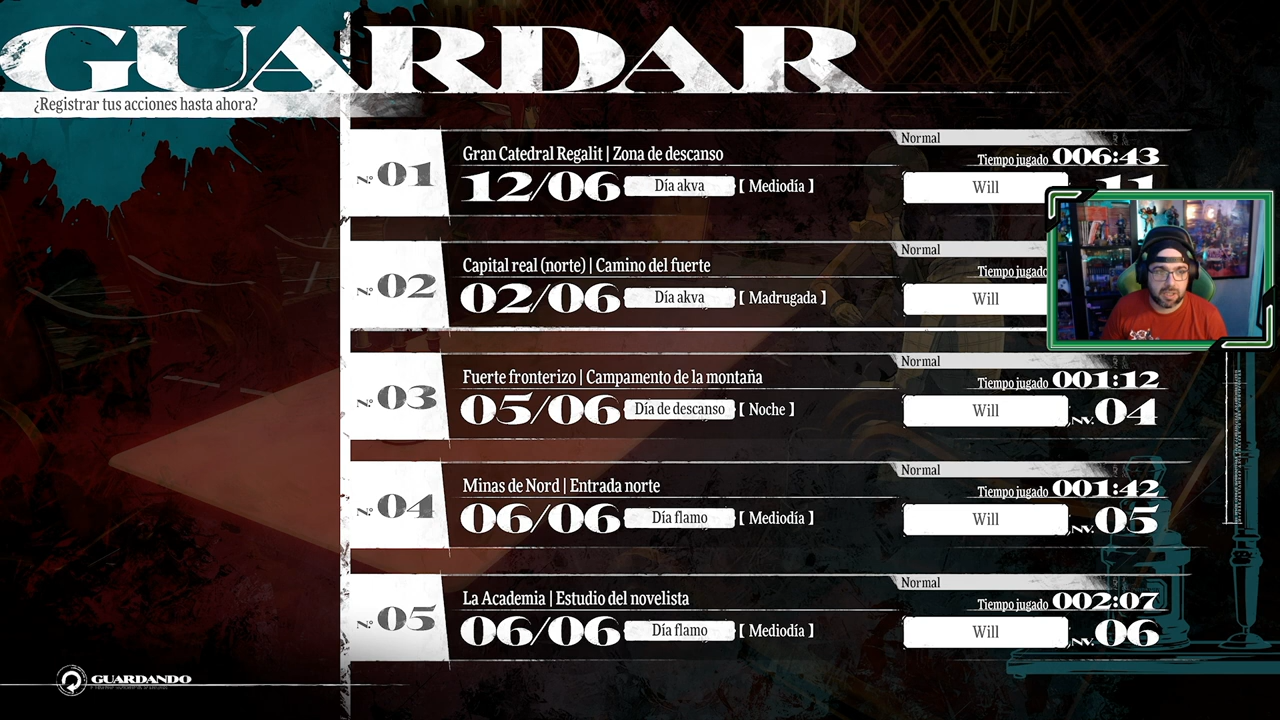 GUARDAR
¿Registrar tus acciones hasta ahora?
Nº 01
Normal
Gran Catedral Regalit | Zona de descanso
Tiempo jugado 006:43
12/06 Día akva [ Mediodía ]
Will
11
Nº 02
Normal
Capital real (norte) | Camino del fuerte
Tiempo jugado
02/06 Día akva [ Madrugada ]
Will
Nº 03
Normal
Fuerte fronterizo | Campamento de la montaña
Tiempo jugado 001:12
05/06 Día de descanso [ Noche ]
Will
NV. 04
Nº 04
Normal
Minas de Nord | Entrada norte
Tiempo jugado 001:42
06/06 Día flamo [ Mediodía ]
Will
NV. 05
Nº 05
Normal
La Academia | Estudio del novelista
Tiempo jugado 002:07
06/06 Día flamo [ Mediodía ]
Will
NV. 06
GUARDANDO